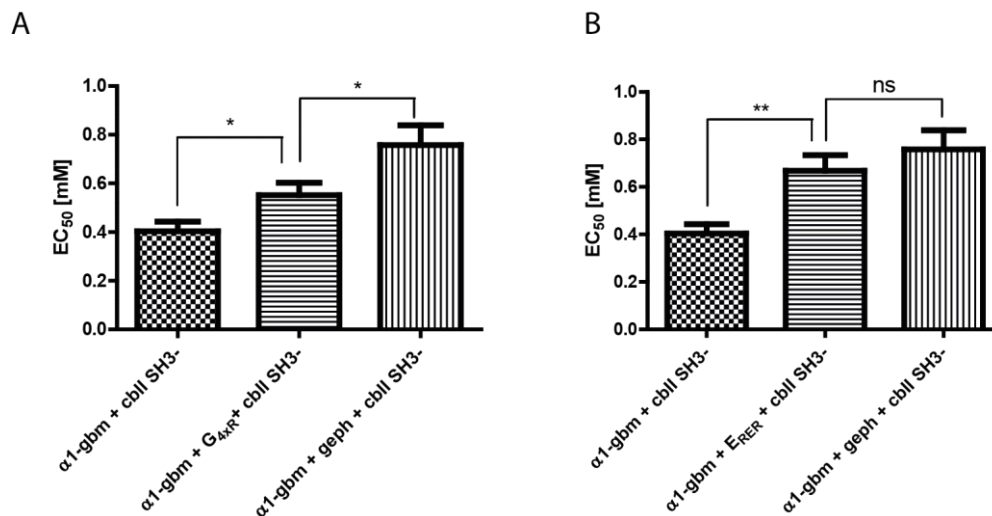 A
EC50 [mM]
1.0
0.8
0.6
0.4
0.2
0.0
*
*
α1-gbm + cbII SH3-
α1-gbm + G4xR+ cbII SH3-
α1-gbm + geph + cbII SH3-
B
EC50 [mM]
1.0
0.8
0.6
0.4
0.2
0.0
**
ns
α1-gbm + cbII SH3-
α1-gbm + ERER + cbII SH3-
α1-gbm + geph + cbII SH3-